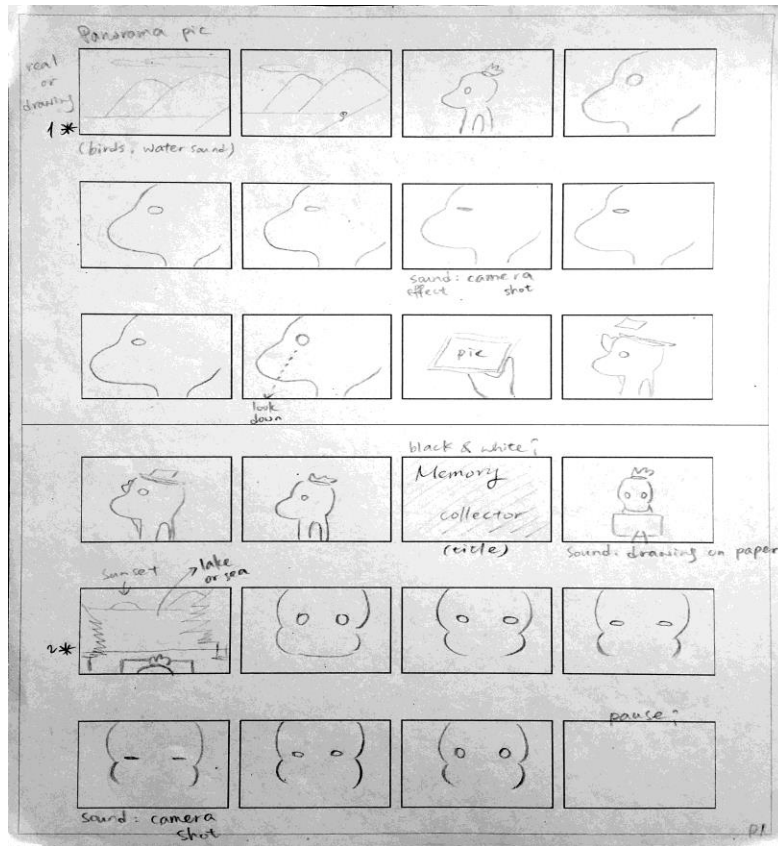 Panorama pic
real
or
drawing
1*
(birds, water sound)
sound: camera
effect shot
look
down
pic
black & white;
Memory
collector
(title)
Sound: drawing on paper
sunset
lake
or sea
2*
pause;
sound: camera
shot
P1